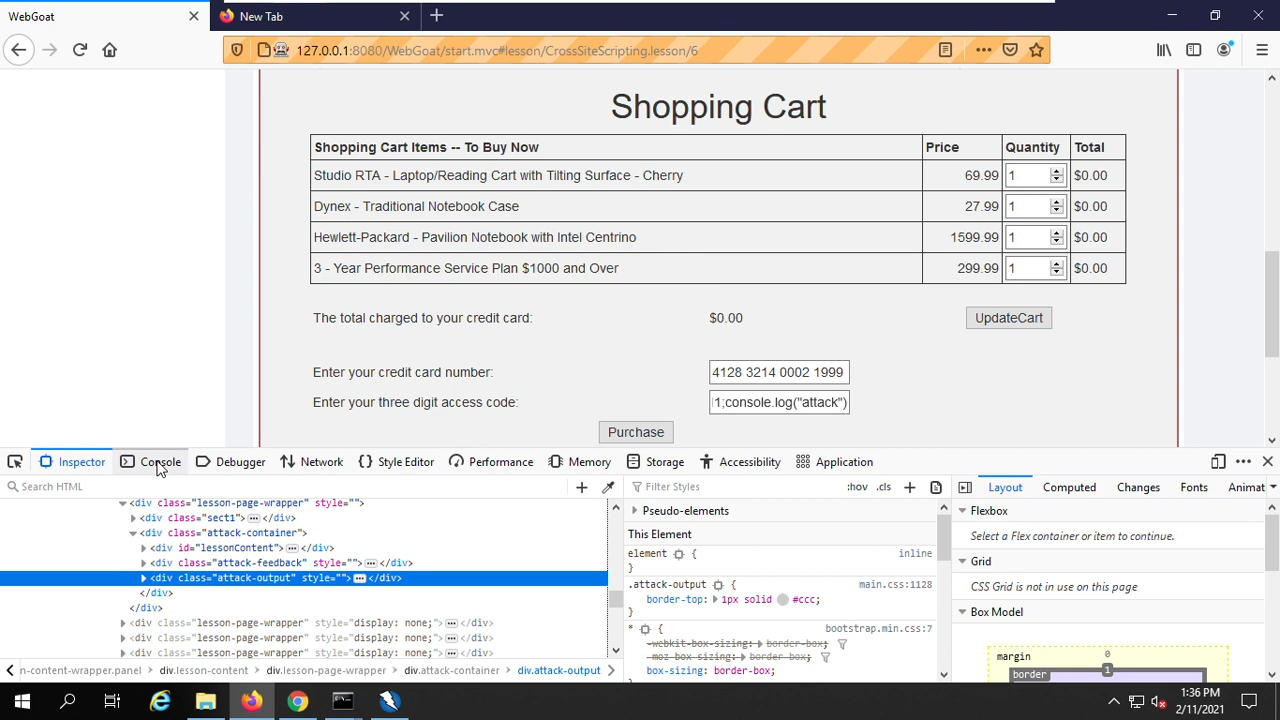 WebGoat
New Tab
127.0.0.1:8080/WebGoat/start.mvc#lesson/CrossSiteScripting.lesson/6
Shopping Cart
Shopping Cart Items -- To Buy Now Price Quantity Total
Studio RTA - Laptop/Reading Cart with Tilting Surface - Cherry 69.99 1 $0.00
Dynex - Traditional Notebook Case 27.99 1 $0.00
Hewlett-Packard - Pavilion Notebook with Intel Centrino 1599.99 1 $0.00
3 - Year Performance Service Plan $1000 and Over 299.99 1 $0.00
The total charged to your credit card: $0.00 UpdateCart
Enter your credit card number: 4128 3214 0002 1999
Enter your three digit access code: 1;console.log("attack")
Purchase
Inspector Console Debugger Network {} Style Editor Performance Memory Storage Accessibility Application
Search HTML
<div class="lesson-page-wrapper" style="">
<div class="sect1">…</div>
<div class="attack-container">
<div id="lessonContent">…</div>
<div class="attack-feedback" style="">…</div>
<div class="attack-output" style="">…</div>
</div>
</div>
<div class="lesson-page-wrapper" style="display: none;">…</div>
<div class="lesson-page-wrapper" style="display: none;">…</div>
<div class="lesson-page-wrapper" style="display: none;">…</div>
n-content-wrapper.panel > div.lesson-content > div.lesson-page-wrapper > div.attack-container > div.attack-output
Filter Styles :hov .cls
Pseudo-elements
This Element
element { inline
}
.attack-output { main.css:1128
border-top: 1px solid #ccc;
}
* { bootstrap.min.css:7
-webkit-box-sizing: border-box;
-moz-box-sizing: border-box;
box-sizing: border-box;
Layout Computed Changes Fonts Animat
Flexbox
Select a Flex container or item to continue.
Grid
CSS Grid is not in use on this page
Box Model
margin 0
border 1
1:36 PM
2/11/2021